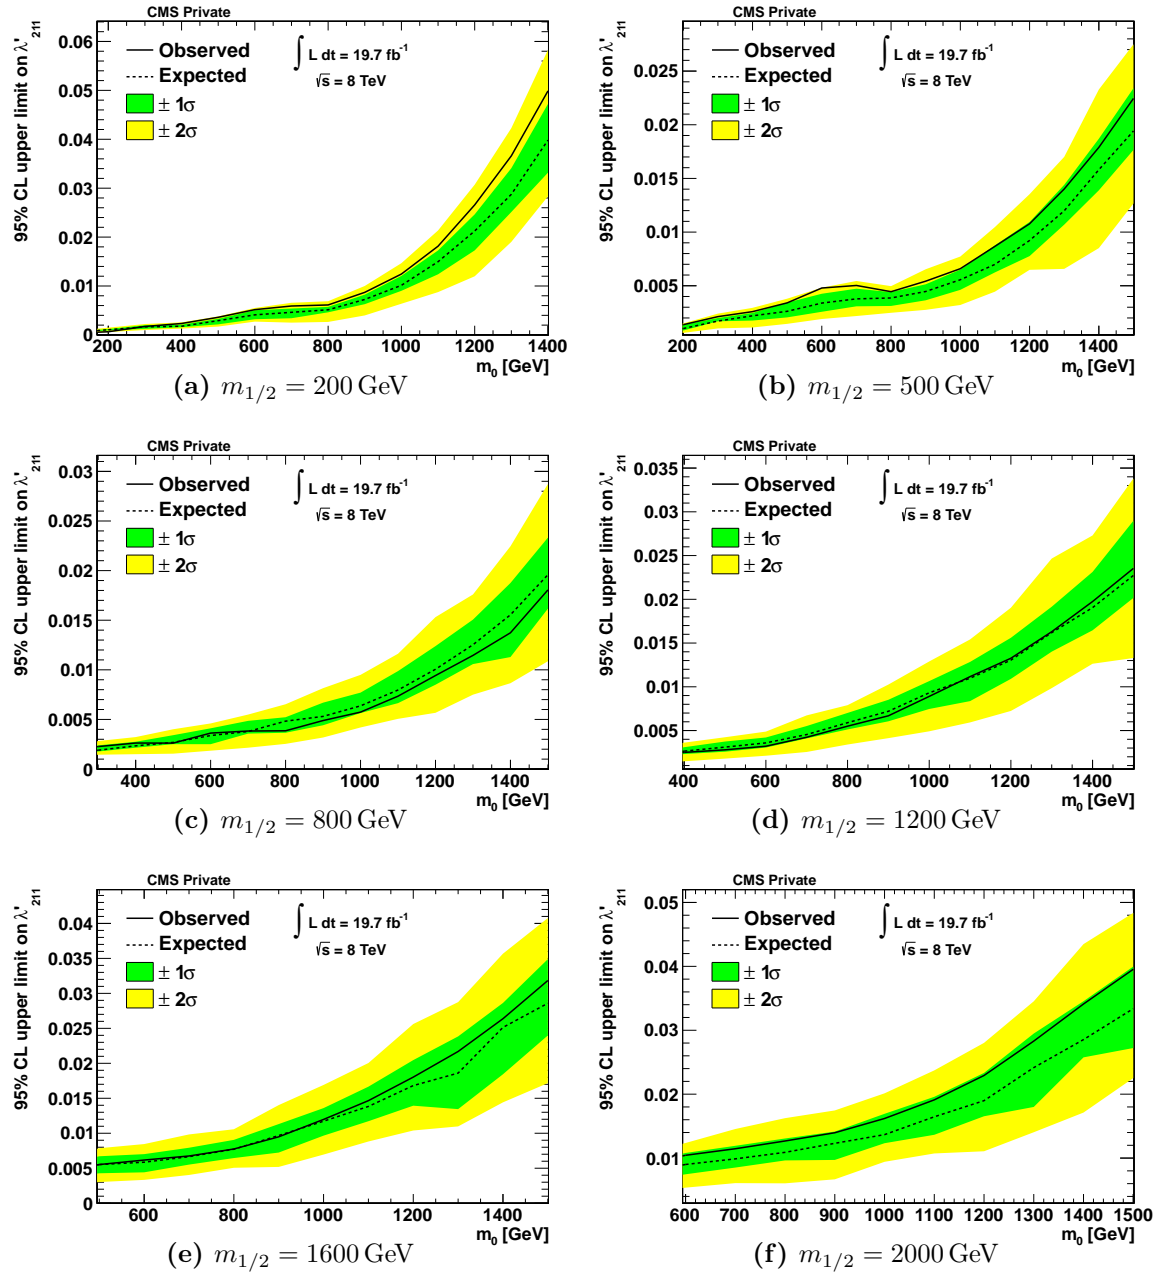 CMS Private
95% CL upper limit on λ'211
0.06
0.05
0.04
0.03
0.02
0.01
0
Observed
Expected
± 1σ
± 2σ
∫ L dt = 19.7 fb-1
√s = 8 TeV
200 400 600 800 1000 1200 1400
m0 [GeV]
(a) m1/2 = 200 GeV
CMS Private
95% CL upper limit on λ'211
0.025
0.02
0.015
0.01
0.005
Observed
Expected
± 1σ
± 2σ
∫ L dt = 19.7 fb-1
√s = 8 TeV
200 400 600 800 1000 1200 1400
m0 [GeV]
(b) m1/2 = 500 GeV
CMS Private
95% CL upper limit on λ'211
0.03
0.025
0.02
0.015
0.01
0.005
0
Observed
Expected
± 1σ
± 2σ
∫ L dt = 19.7 fb-1
√s = 8 TeV
400 600 800 1000 1200 1400
m0 [GeV]
(c) m1/2 = 800 GeV
CMS Private
95% CL upper limit on λ'211
0.035
0.03
0.025
0.02
0.015
0.01
0.005
Observed
Expected
± 1σ
± 2σ
∫ L dt = 19.7 fb-1
√s = 8 TeV
400 600 800 1000 1200 1400
m0 [GeV]
(d) m1/2 = 1200 GeV
CMS Private
95% CL upper limit on λ'211
0.04
0.035
0.03
0.025
0.02
0.015
0.01
0.005
0
Observed
Expected
± 1σ
± 2σ
∫ L dt = 19.7 fb-1
√s = 8 TeV
600 800 1000 1200 1400
m0 [GeV]
(e) m1/2 = 1600 GeV
CMS Private
95% CL upper limit on λ'211
0.05
0.04
0.03
0.02
0.01
Observed
Expected
± 1σ
± 2σ
∫ L dt = 19.7 fb-1
√s = 8 TeV
600 700 800 900 1000 1100 1200 1300 1400 1500
m0 [GeV]
(f) m1/2 = 2000 GeV